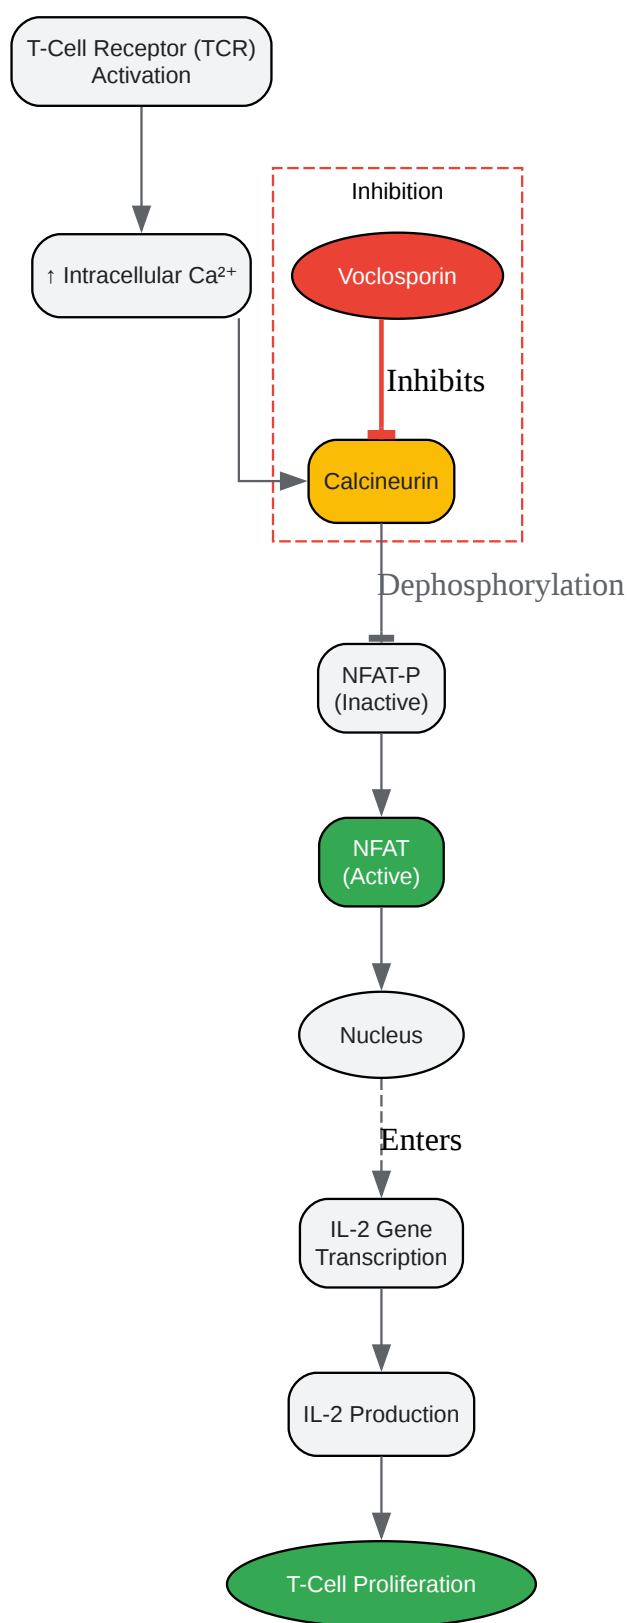 T-Cell Receptor (TCR)
Activation
Inhibition
↑ Intracellular Ca²⁺
Voclosporin
Inhibits
Calcineurin
Dephosphorylation
NFAT-P
(Inactive)
NFAT
(Active)
Nucleus
Enters
IL-2 Gene
Transcription
IL-2 Production
T-Cell Proliferation